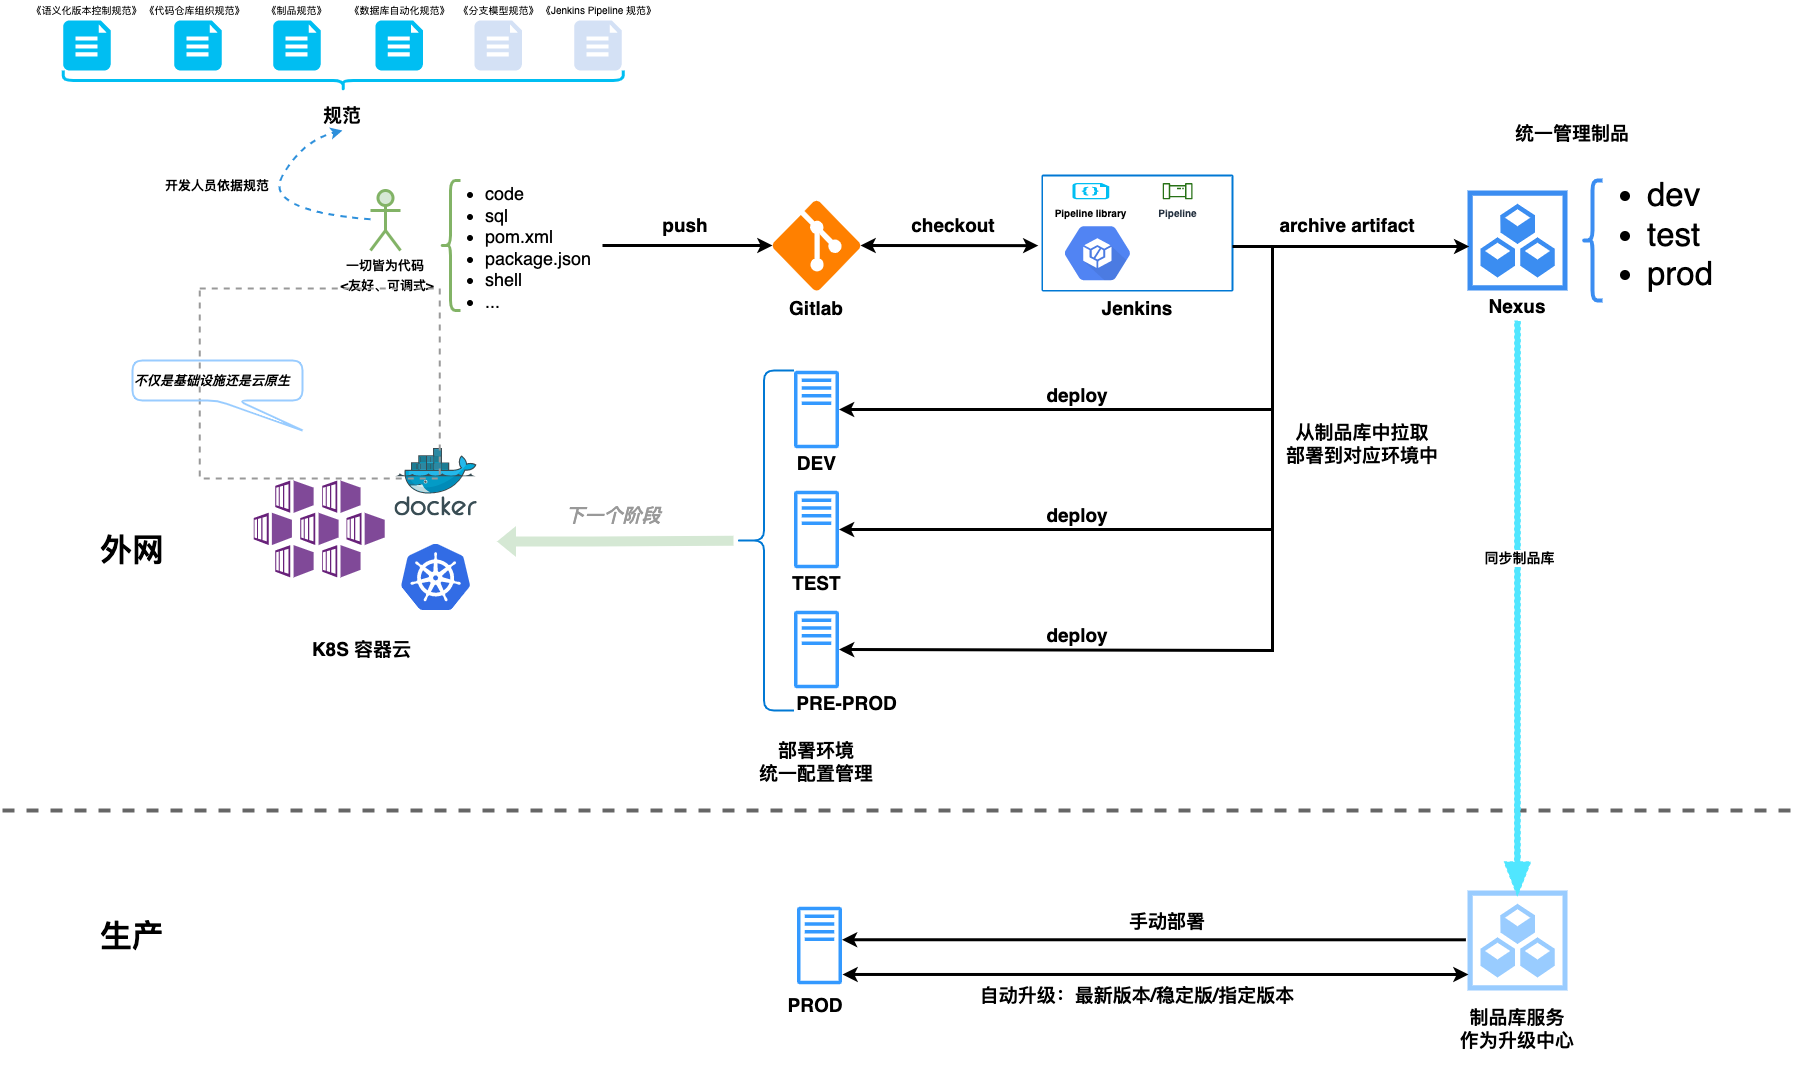 《语义化版本控制规范》
《代码仓库组织规范》
《制品规范》
《数据库自动化规范》
《分支模型规范》
《Jenkins Pipeline 规范》
规范
开发人员依据规范
一切皆为代码
<友好、可调式>
• code
• sql
• pom.xml
• package.json
• shell
• ...
push
Gitlab
checkout
Pipeline library
Pipeline
Jenkins
archive artifact
统一管理制品
Nexus
• dev
• test
• prod
不仅是基础设施还是云原生
docker
K8S 容器云
外网
下一个阶段
deploy
DEV
deploy
TEST
deploy
PRE-PROD
从制品库中拉取
部署到对应环境中
部署环境
统一配置管理
同步制品库
生产
PROD
手动部署
自动升级：最新版本/稳定版/指定版本
制品库服务
作为升级中心